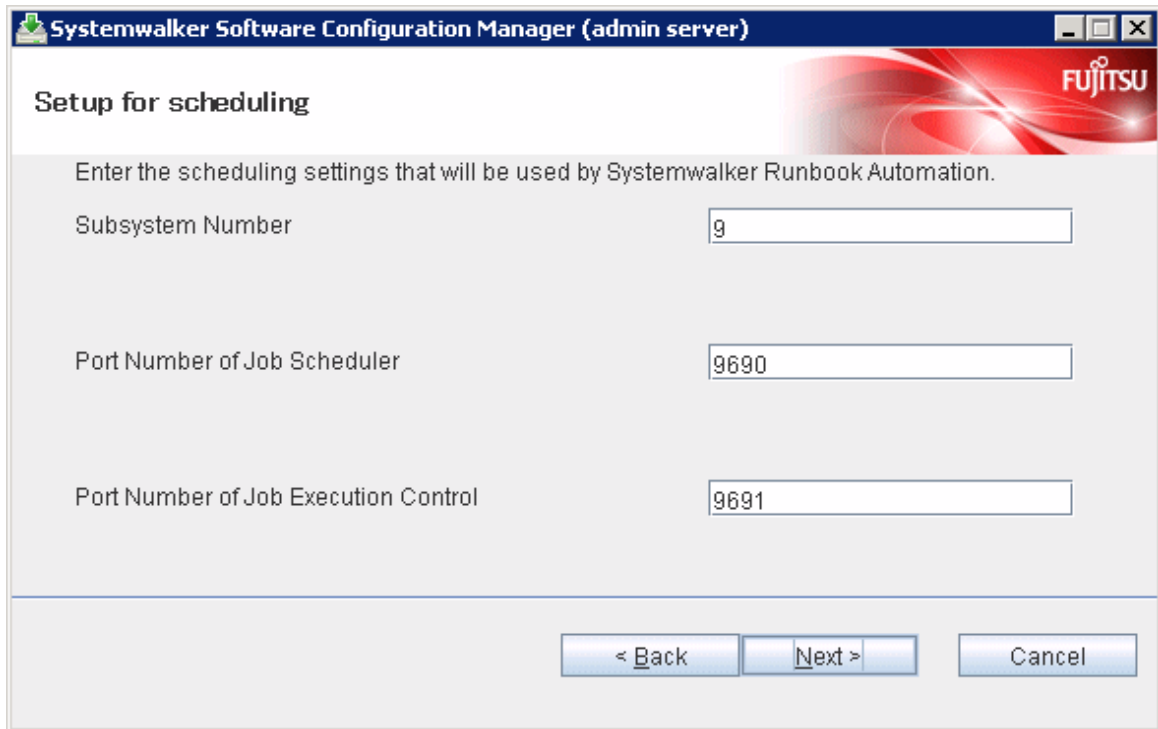 Systemwalker Software Configuration Manager (admin server)
FUJITSU
Setup for scheduling
Enter the scheduling settings that will be used by Systemwalker Runbook Automation.
Subsystem Number
9
Port Number of Job Scheduler
9690
Port Number of Job Execution Control
9691
< Back
Next >
Cancel